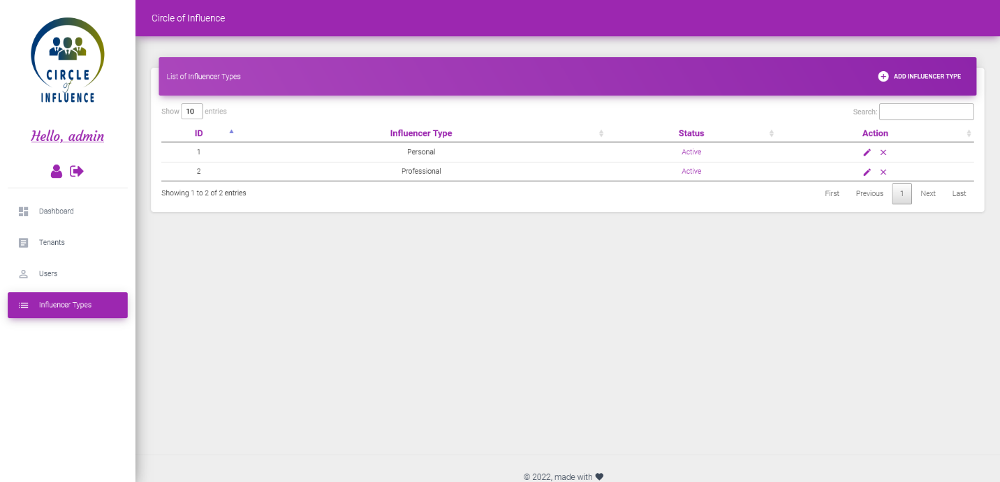 CIRCLE
of
INFLUENCE
Hello, admin
Dashboard
Tenants
Users
Influencer Types
Circle of Influence
List of Influencer Types
ADD INFLUENCER TYPE
Show 10 entries
Search:
ID Influencer Type Status Action
1 Personal Active
2 Professional Active
Showing 1 to 2 of 2 entries
First Previous 1 Next Last
© 2022, made with